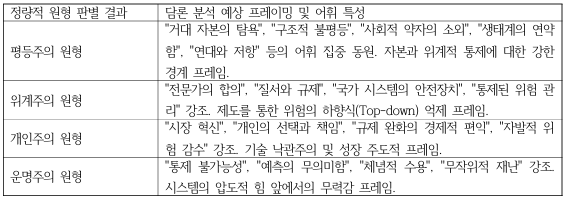 정량적 원형 판별 결과 담론 분석 예상 프레이밍 및 어휘 특성
평등주의 원형
"거대 자본의 탐욕", "구조적 불평등", "사회적 약자의 소외", "생태계의 연약
함", "연대와 저항" 등의 어휘 집중 동원. 자본과 위계적 통제에 대한 강한
경계 프레임.
위계주의 원형
"전문가의 합의", "질서와 규제", "국가 시스템의 안전장치", "통제된 위험 관
리" 강조. 제도를 통한 위험의 하향식(Top-down) 억제 프레임.
개인주의 원형
"시장 혁신", "개인의 선택과 책임", "규제 완화의 경제적 편익", "자발적 위
험 감수" 강조. 기술 낙관주의 및 성장 주도적 프레임.
운명주의 원형
"통제 불가능성", "예측의 무의미함", "체념적 수용", "무작위적 재난" 강조.
시스템의 압도적 힘 앞에서의 무력감 프레임.